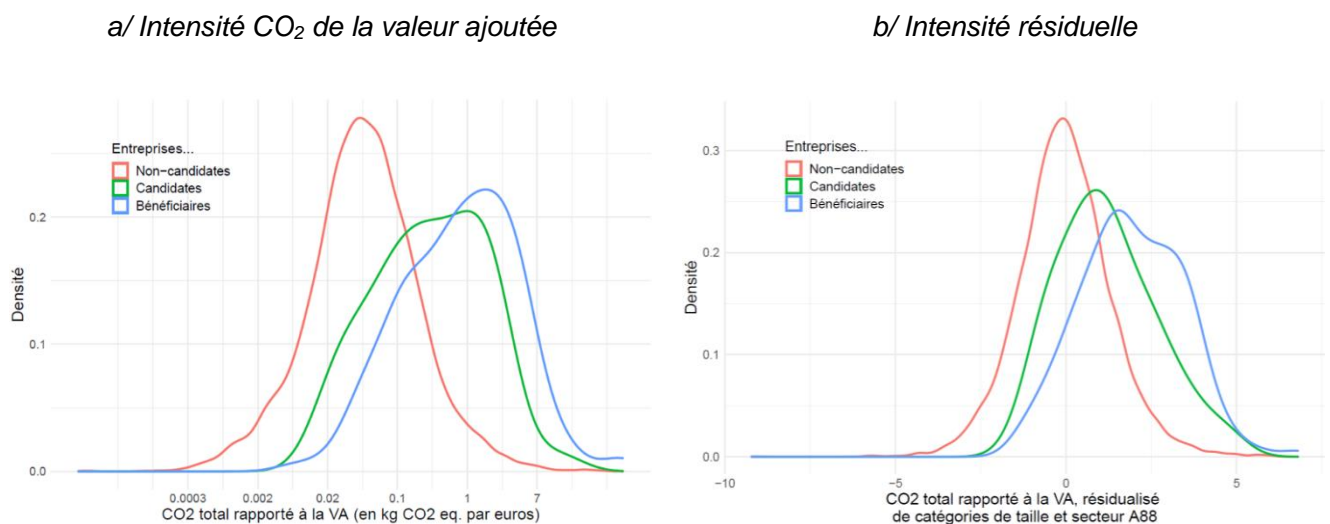 a/ Intensité CO₂ de la valeur ajoutée
b/ Intensité résiduelle
Entreprises...
Non−candidates
Candidates
Bénéficiaires
0.2
0.1
0.0
Densité
0.0003
0.002
0.02
0.1
1
7
CO2 total rapporté à la VA (en kg CO2 eq. par euros)
Entreprises...
Non−candidates
Candidates
Bénéficiaires
0.3
0.2
0.1
0.0
Densité
−10
−5
0
5
CO2 total rapporté à la VA, résidualisé
de catégories de taille et secteur A88